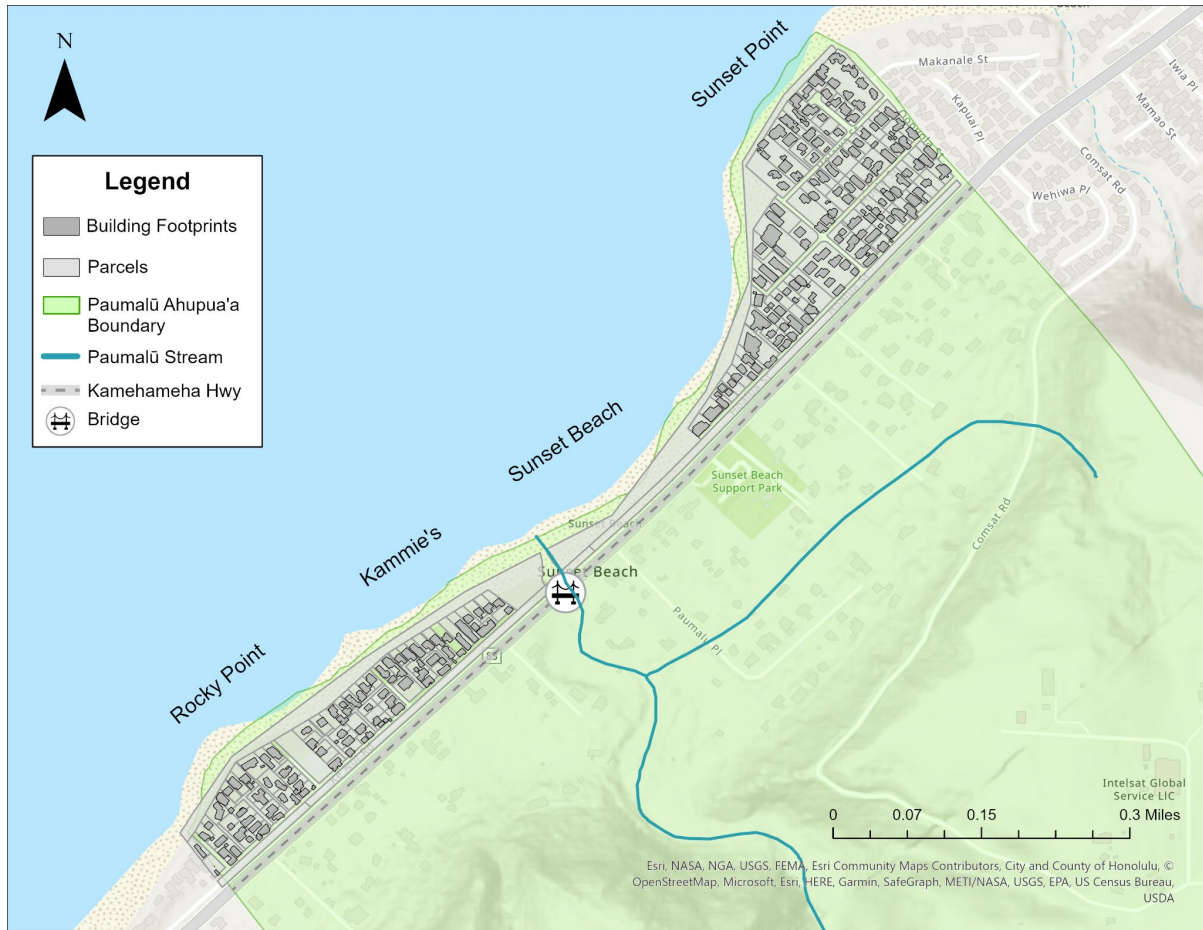 N
Legend
Building Footprints
Parcels
Paumalū Ahupua'a
Boundary
Paumalū Stream
Kamehameha Hwy
Bridge
Sunset Point
Sunset Beach
Kammie's
Rocky Point
Beach
Makanale St
Iwia Pl
Kapuai Pl
Mamao St
Comsat Rd
Wehiwa Pl
Sunset Beach
Support Park
Comsat Rd
Sunset Beach
Sunset Beach
Paumalu Pl
83
Intelsat Global
Service LlC
0 0.07 0.15 0.3 Miles
Esri, NASA, NGA, USGS, FEMA, Esri Community Maps Contributors, City and County of Honolulu, ©
OpenStreetMap, Microsoft, Esri, HERE, Garmin, SafeGraph, METI/NASA, USGS, EPA, US Census Bureau,
USDA